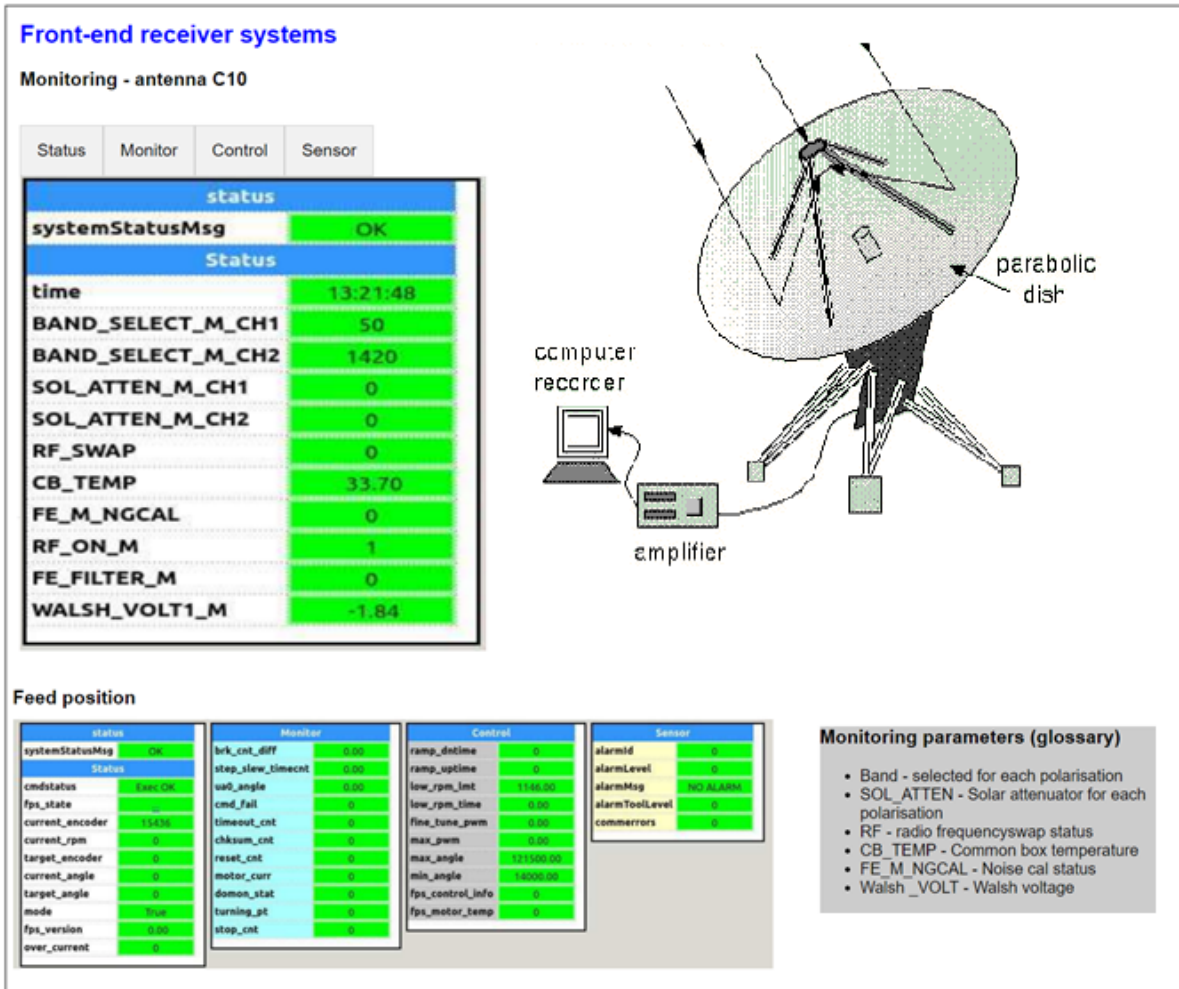 Front-end receiver systems
Monitoring - antenna C10
Status Monitor Control Sensor
status
systemStatusMsg OK
Status
time 13:21:48
BAND_SELECT_M_CH1 50
BAND_SELECT_M_CH2 1420
SOL_ATTEN_M_CH1 0
SOL_ATTEN_M_CH2 0
RF_SWAP 0
CB_TEMP 33.70
FE_M_NGCAL 0
RF_ON_M 1
FE_FILTER_M 0
WALSH_VOLT1_M -1.84
parabolic
dish
computer
recorder
amplifier
Feed position
status
systemStatusMsg OK
Status
cmdstatus Exec OK
fps_state
current_encoder 15436
current_rpm 0
target_encoder 0
current_angle 0
target_angle 0
mode True
fps_version 0.00
over_current 0
Monitor
brk_cnt_diff 0.00
step_slew_timecnt 0.00
ua0_angle 0.00
cmd_fail 0
timeout_cnt 0
chksum_cnt 0
reset_cnt 0
motor_curr 0
domon_stat 0
turning_pt 0
stop_cnt 0
Control
ramp_dntime 0
ramp_uptime 0
low_rpm_lmt 1146.00
low_rpm_time 0.00
fine_tune_pwm 0.00
max_pwm 0.00
max_angle 121500.00
min_angle 14000.00
fps_control_info 0
fps_motor_temp 0
Sensor
alarmId 0
alarmLevel 0
alarmMsg NO ALARM
alarmToolLevel 0
commerrors 0
Monitoring parameters (glossary)
• Band - selected for each polarisation
• SOL_ATTEN - Solar attenuator for each
polarisation
• RF - radio frequencyswap status
• CB_TEMP - Common box temperature
• FE_M_NGCAL - Noise cal status
• Walsh _VOLT - Walsh voltage